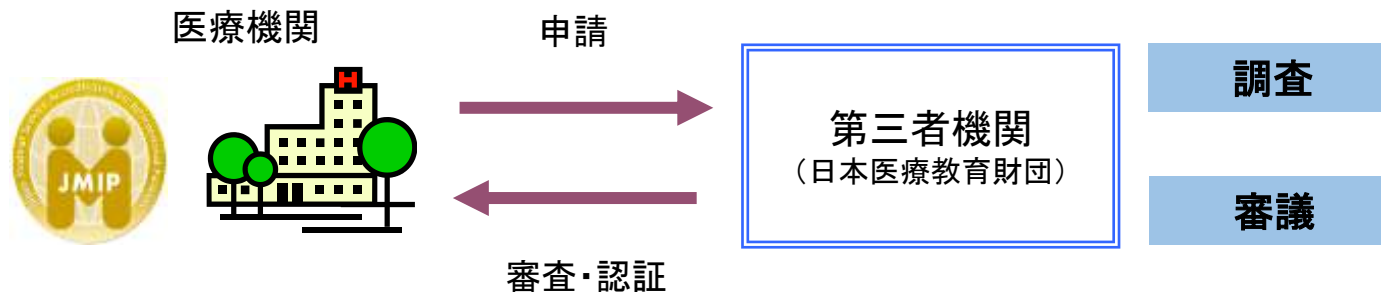 医療機関
申請
JMIP
H
第三者機関
（日本医療教育財団）
調査
審議
審査・認証